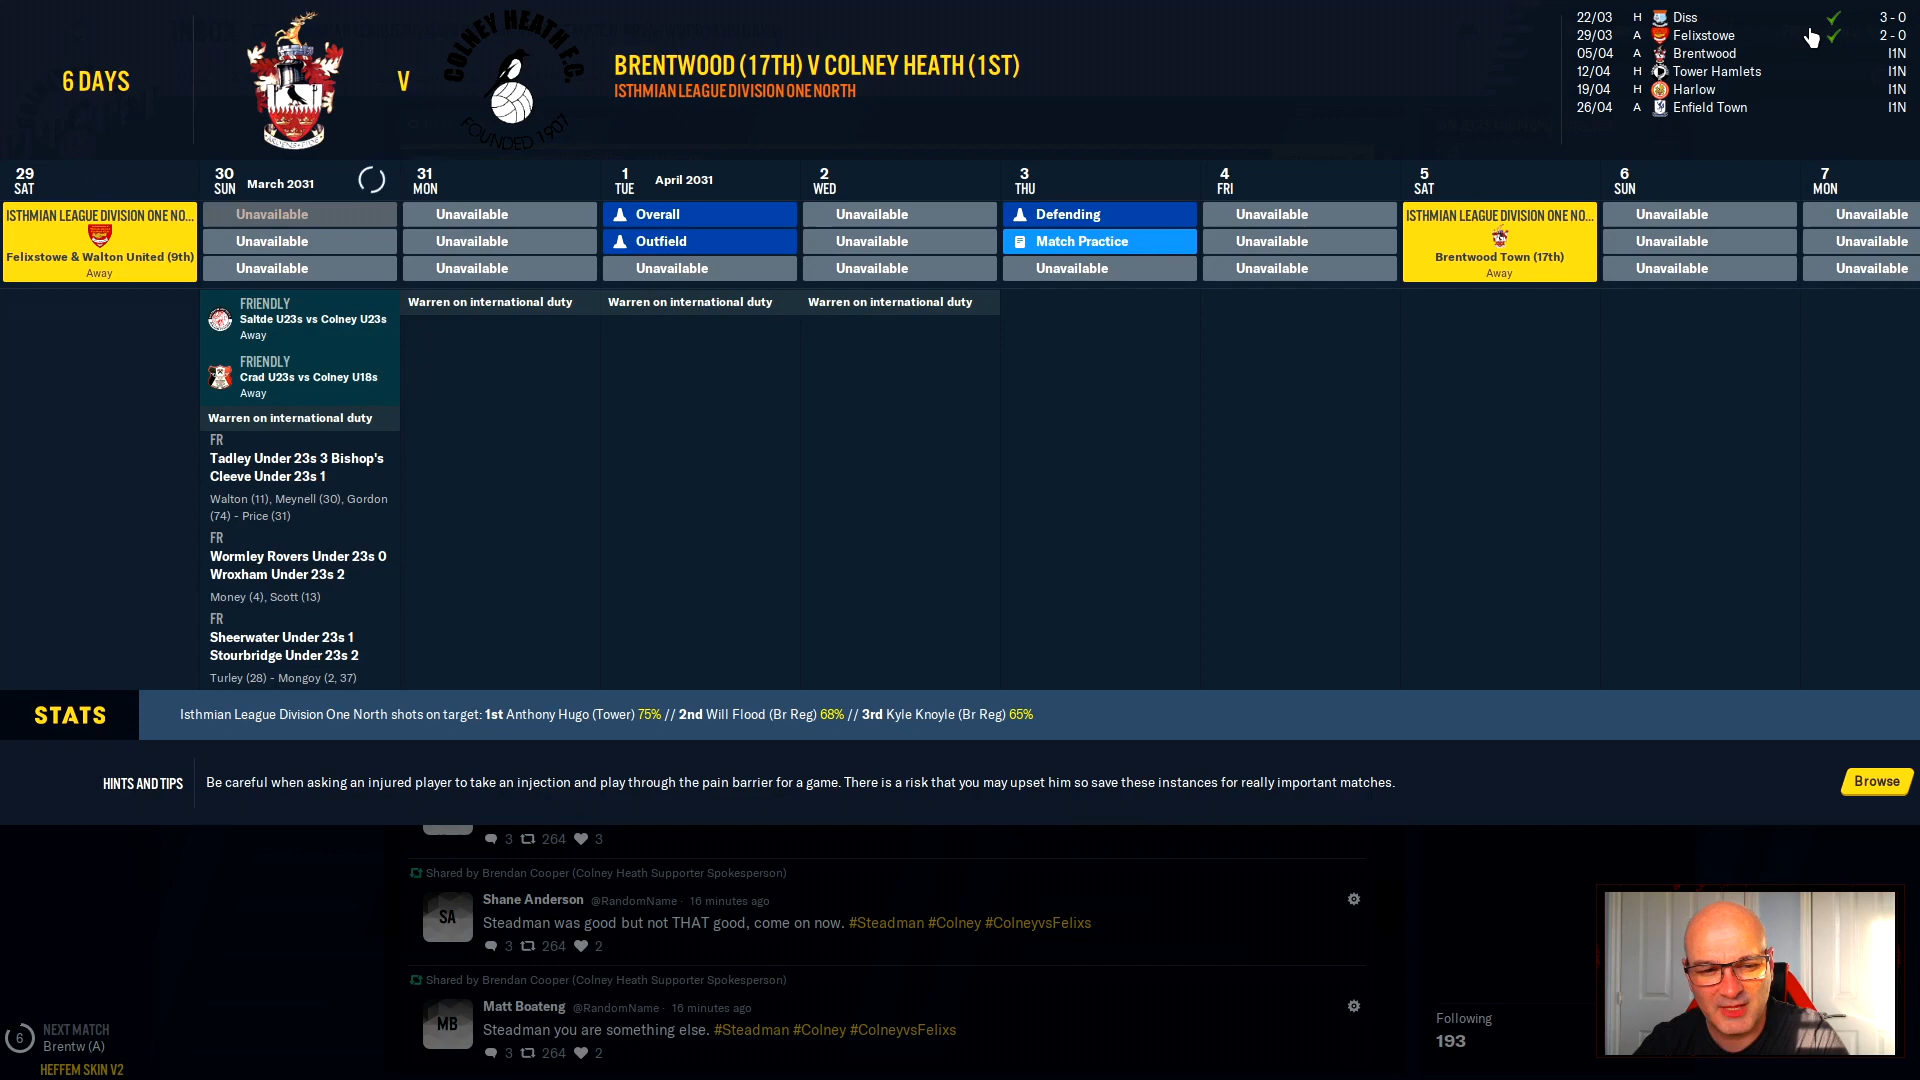 6 DAYS
V
COLNEY HEATH F.C.
FOUNDED 1907
BRENTWOOD (17TH) V COLNEY HEATH (1ST)
ISTHMIAN LEAGUE DIVISION ONE NORTH
22/03 H Diss 3 - 0
29/03 A Felixstowe 2 - 0
05/04 A Brentwood I1N
12/04 H Tower Hamlets I1N
19/04 H Harlow I1N
26/04 A Enfield Town I1N
29 SAT
30 SUN March 2031
31 MON
1 TUE April 2031
2 WED
3 THU
4 FRI
5 SAT
6 SUN
7 MON
ISTHMIAN LEAGUE DIVISION ONE NO...
Felixstowe & Walton United (9th)
Away
Unavailable
Unavailable
Unavailable
Unavailable
Unavailable
Unavailable
Overall
Outfield
Unavailable
Unavailable
Unavailable
Unavailable
Defending
Match Practice
Unavailable
Unavailable
Unavailable
Unavailable
ISTHMIAN LEAGUE DIVISION ONE NO...
Brentwood Town (17th)
Away
Unavailable
Unavailable
Unavailable
Unavailable
Unavailable
Unavailable
FRIENDLY
Saltde U23s vs Colney U23s
Away
FRIENDLY
Crad U23s vs Colney U18s
Away
Warren on international duty
Warren on international duty
Warren on international duty
Warren on international duty
FR
Tadley Under 23s 3 Bishop's
Cleeve Under 23s 1
Walton (11), Meynell (30), Gordon
(74) - Price (31)
FR
Wormley Rovers Under 23s 0
Wroxham Under 23s 2
Money (4), Scott (13)
FR
Sheerwater Under 23s 1
Stourbridge Under 23s 2
Turley (28) - Mongoy (2, 37)
STATS
Isthmian League Division One North shots on target: 1st Anthony Hugo (Tower) 75% // 2nd Will Flood (Br Reg) 68% // 3rd Kyle Knoyle (Br Reg) 65%
HINTS AND TIPS
Be careful when asking an injured player to take an injection and play through the pain barrier for a game. There is a risk that you may upset him so save these instances for really important matches.
Browse
3 264 3
Shared by Brendan Cooper (Colney Heath Supporter Spokesperson)
SA
Shane Anderson @RandomName · 16 minutes ago
Steadman was good but not THAT good, come on now. #Steadman #Colney #ColneyvsFelixs
3 264 2
Shared by Brendan Cooper (Colney Heath Supporter Spokesperson)
MB
Matt Boateng @RandomName · 16 minutes ago
Steadman you are something else. #Steadman #Colney #ColneyvsFelixs
3 264 2
Following
193
6
NEXT MATCH
Brentw (A)
HEFFEM SKIN V2